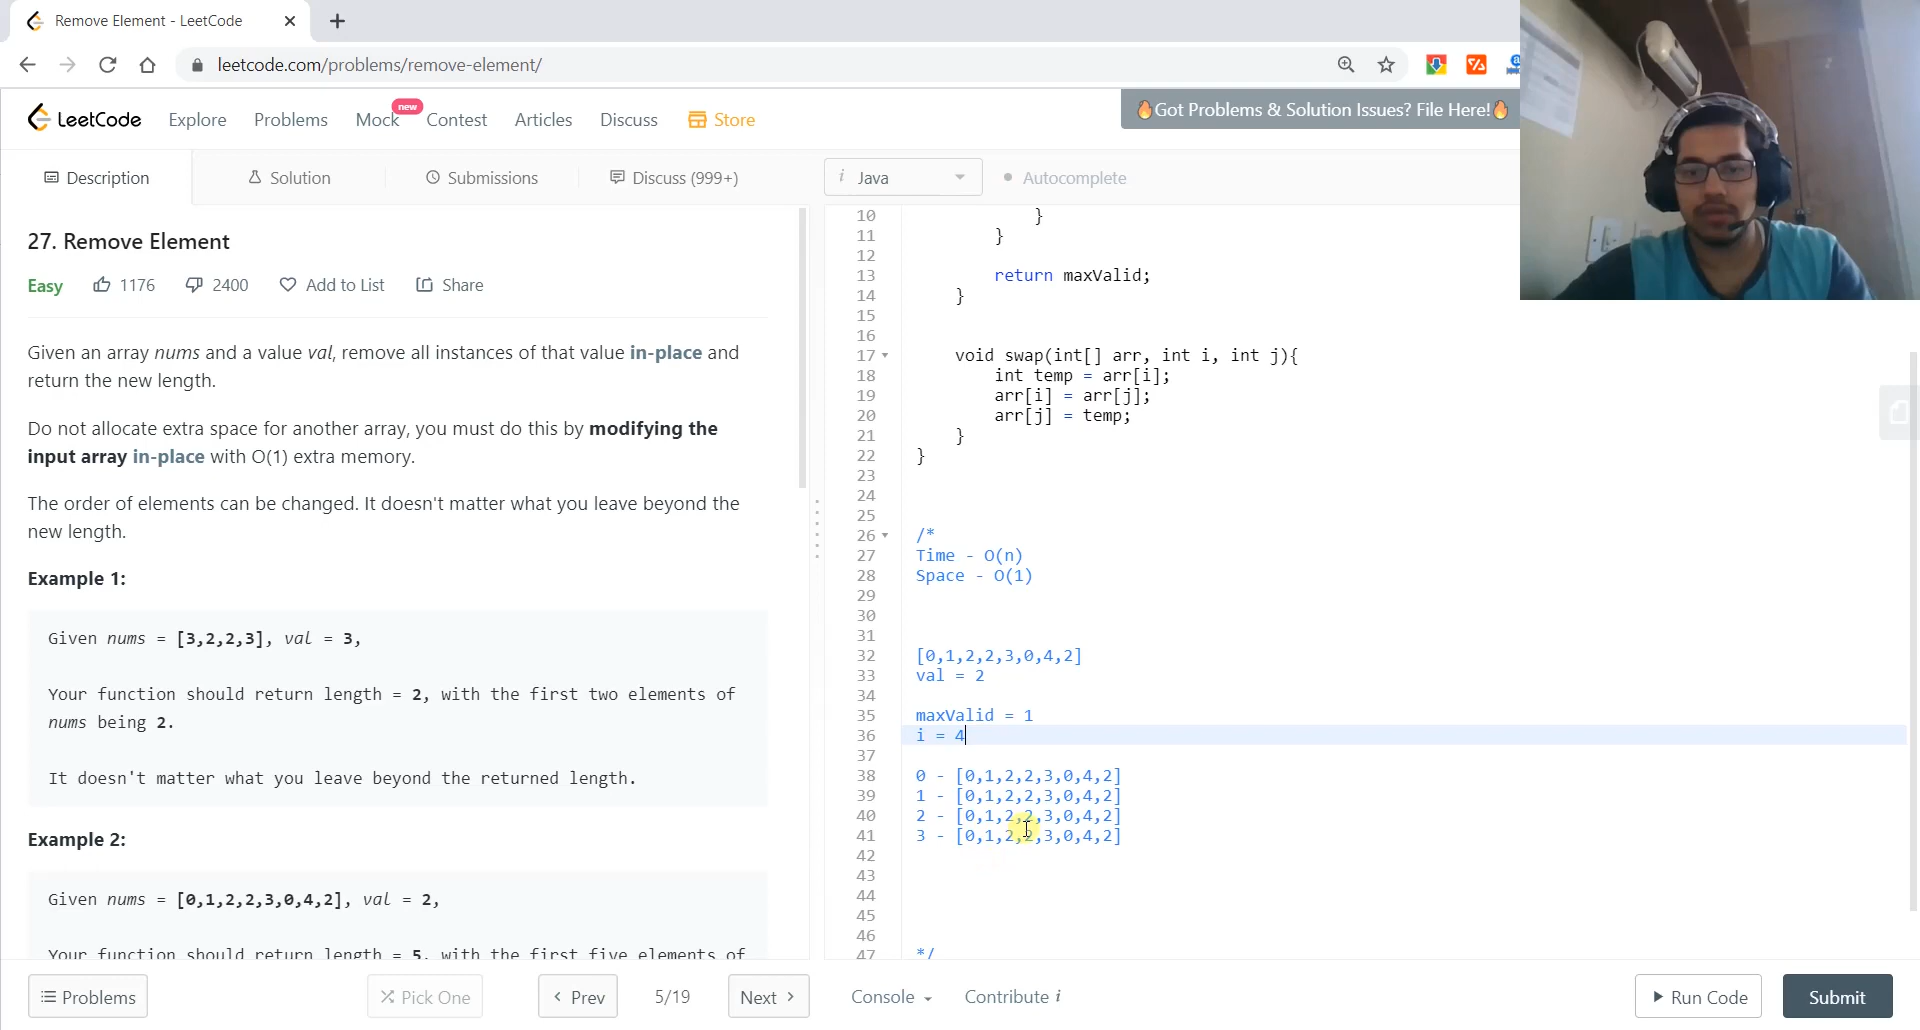 Remove Element - LeetCode
leetcode.com/problems/remove-element/
LeetCode Explore Problems Mock new Contest Articles Discuss Store
🔥Got Problems & Solution Issues? File Here!🔥
Description Solution Submissions Discuss (999+)
i Java Autocomplete
27. Remove Element
Easy 1176 2400 Add to List Share
Given an array nums and a value val, remove all instances of that value in-place and
return the new length.
Do not allocate extra space for another array, you must do this by modifying the
input array in-place with O(1) extra memory.
The order of elements can be changed. It doesn't matter what you leave beyond the
new length.
Example 1:
Given nums = [3,2,2,3], val = 3,
Your function should return length = 2, with the first two elements of
nums being 2.
It doesn't matter what you leave beyond the returned length.
Example 2:
Given nums = [0,1,2,2,3,0,4,2], val = 2,
Your function should return length = 5, with the first five elements of
10 }
11 }
12
13 return maxValid;
14 }
15
16
17 void swap(int[] arr, int i, int j){
18 int temp = arr[i];
19 arr[i] = arr[j];
20 arr[j] = temp;
21 }
22 }
23
24
25
26 /*
27 Time - O(n)
28 Space - O(1)
29
30
31
32 [0,1,2,2,3,0,4,2]
33 val = 2
34
35 maxValid = 1
36 i = 4
37
38 0 - [0,1,2,2,3,0,4,2]
39 1 - [0,1,2,2,3,0,4,2]
40 2 - [0,1,2,2,3,0,4,2]
41 3 - [0,1,2,2,3,0,4,2]
42
43
44
45
46
47 */
Problems Pick One < Prev 5/19 Next > Console Contribute i Run Code Submit